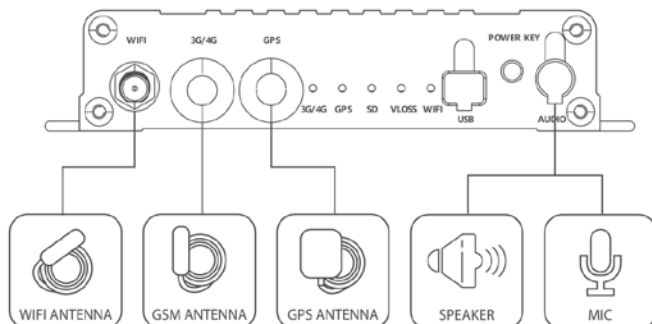 WIFI
3G/4G
GPS
POWER KEY
3G/4G
GPS
SD
VLOSS
WIFI
USB
AUDIO
WIFI ANTENNA
GSM ANTENNA
GPS ANTENNA
SPEAKER
MIC